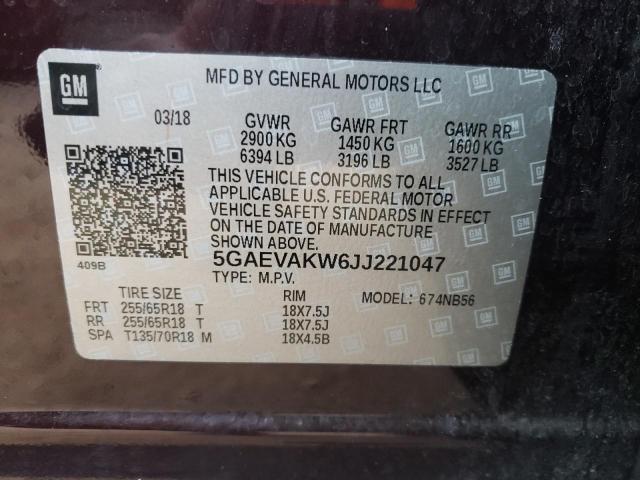 GM
MFD BY GENERAL MOTORS LLC
03/18 GVWR GAWR FRT GAWR RR
2900 KG 1450 KG 1600 KG
6394 LB 3196 LB 3527 LB
THIS VEHICLE CONFORMS TO ALL
APPLICABLE U.S. FEDERAL MOTOR
VEHICLE SAFETY STANDARDS IN EFFECT
ON THE DATE OF MANUFACTURE
SHOWN ABOVE.
409B
5GAEVAKW6JJ221047
TYPE: M.P.V.
TIRE SIZE RIM MODEL: 674NB56
FRT 255/65R18 T 18X7.5J
RR 255/65R18 T 18X7.5J
SPA T135/70R18 M 18X4.5B